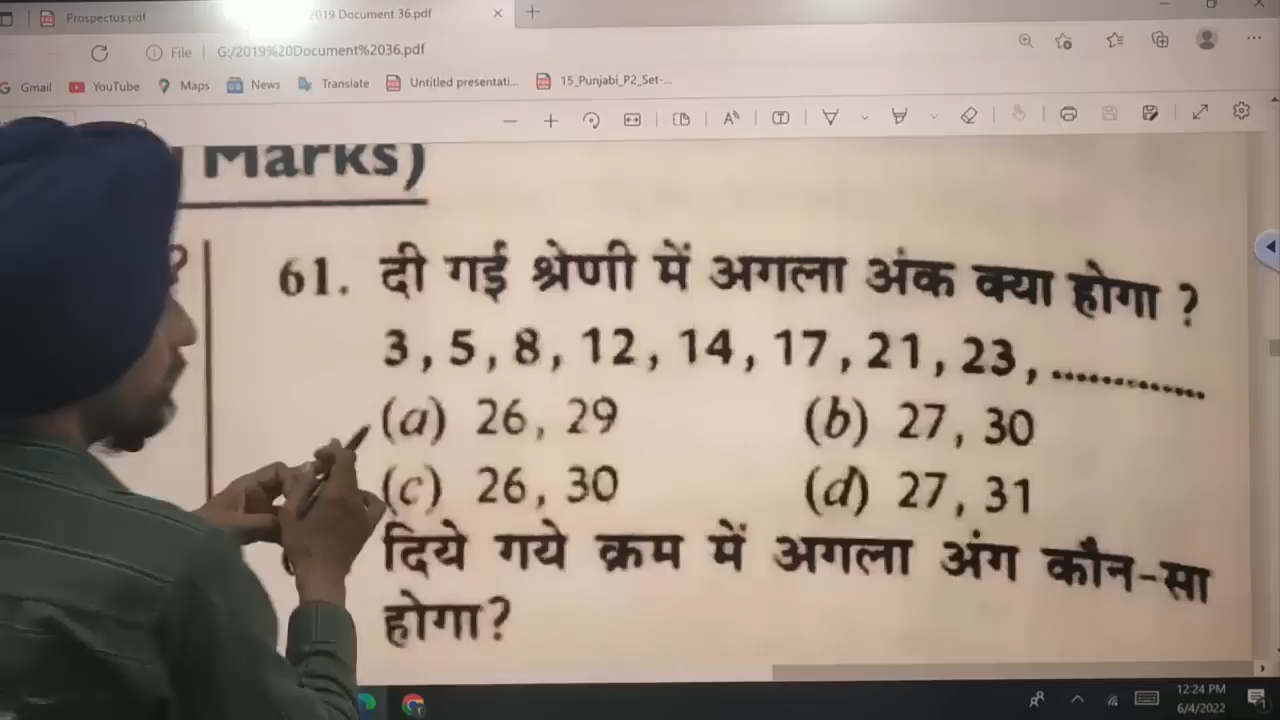 Prospectus.pdf
2019 Document 36.pdf
File | G:/2019%20Document%2036.pdf
Gmail YouTube Maps News Translate Untitled presentati... 15_Punjabi_P2_Set-...
Marks)
?
61. दी गई श्रेणी में अगला अंक क्या होगा ?
3, 5, 8, 12, 14, 17, 21, 23, .............
(a) 26, 29 (b) 27, 30
(c) 26, 30 (d) 27, 31
दिये गये क्रम में अगला अंग कौन-सा
होगा?
12:24 PM
6/4/2022